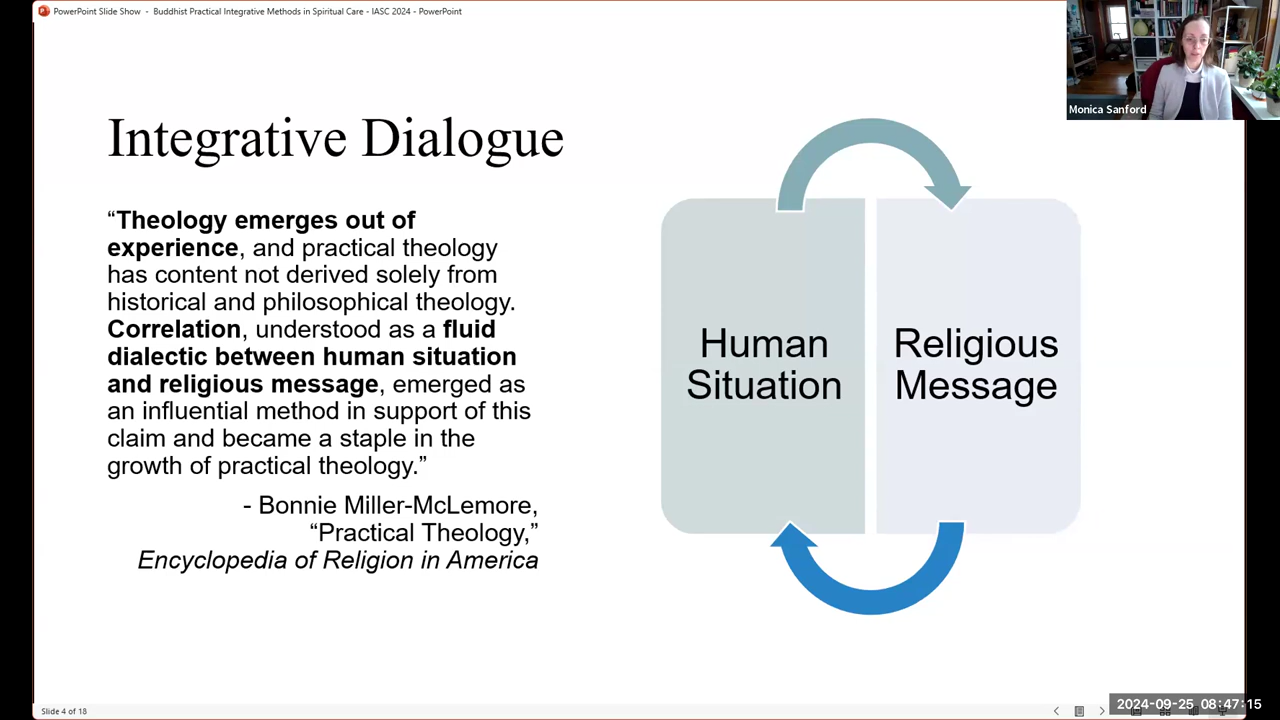 PowerPoint Slide Show - Buddhist Practical Integrative Methods in Spiritual Care - IASC 2024 - PowerPoint
Monica Sanford
Integrative Dialogue
“Theology emerges out of
experience, and practical theology
has content not derived solely from
historical and philosophical theology.
Correlation, understood as a fluid
dialectic between human situation
and religious message, emerged as
an influential method in support of this
claim and became a staple in the
growth of practical theology.”
- Bonnie Miller-McLemore,
“Practical Theology,”
Encyclopedia of Religion in America
Human
Situation
Religious
Message
Slide 4 of 18
2024-09-25 08:47:15